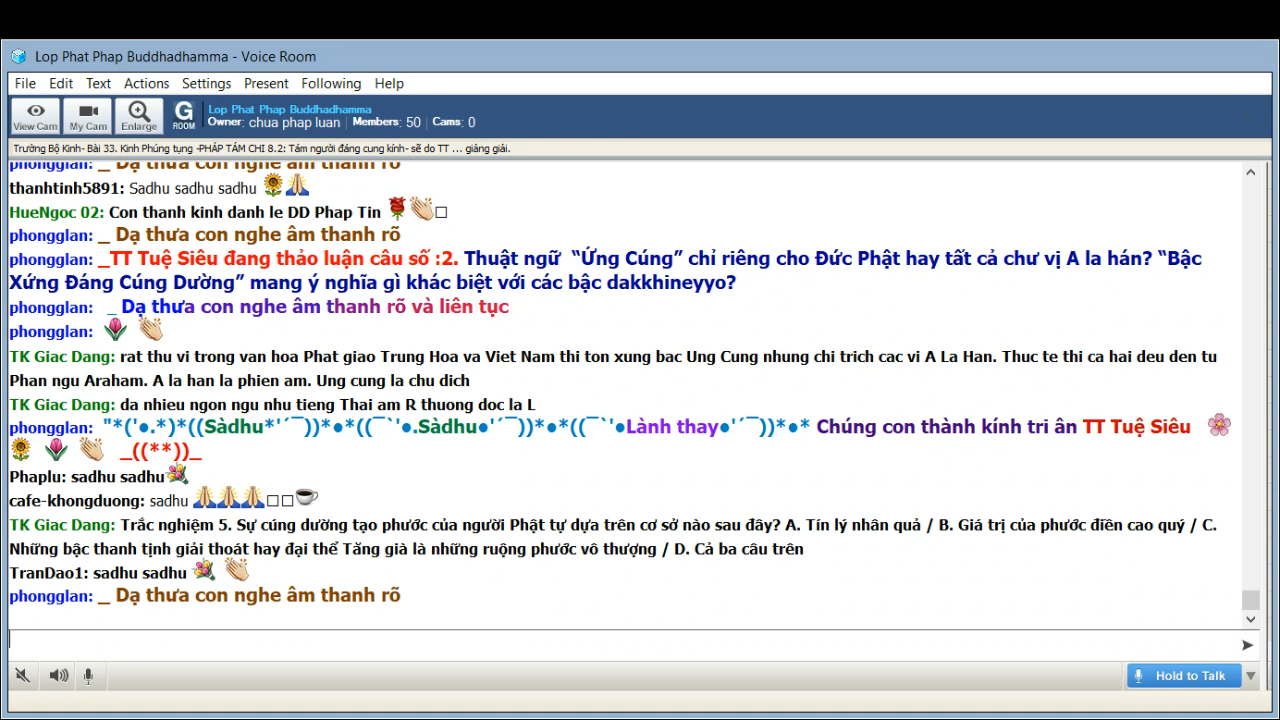 Lop Phat Phap Buddhadhamma - Voice Room
File Edit Text Actions Settings Present Following Help
View Cam My Cam Enlarge G ROOM Lop Phat Phap Buddhadhamma
Owner: chua phap luan | Members: 50 | Cams: 0
Trường Bộ Kinh- Bài 33. Kinh Phúng tụng -PHÁP TÁM CHI 8.2: Tám người đáng cung kính- sẽ do TT ... giảng giải.
phongglan: _ Dạ thưa con nghe âm thanh rõ
thanhtinh5891: Sadhu sadhu sadhu 🌻🙏
HueNgoc 02: Con thanh kinh danh le DD Phap Tin 🌹👏□
phongglan: _ Dạ thưa con nghe âm thanh rõ
phongglan: _TT Tuệ Siêu đang thảo luận câu số :2. Thuật ngữ “Ứng Cúng” chỉ riêng cho Đức Phật hay tất cả chư vị A la hán? “Bậc
Xứng Đáng Cúng Dường” mang ý nghĩa gì khác biệt với các bậc dakkhineyyo?
phongglan: _ Dạ thưa con nghe âm thanh rõ và liên tục
phongglan: 🌷 👏
TK Giac Dang: rat thu vi trong van hoa Phat giao Trung Hoa va Viet Nam thi ton xung bac Ung Cung nhung chi trich cac vi A La Han. Thuc te thi ca hai deu den tu
Phan ngu Araham. A la han la phien am. Ung cung la chu dich
TK Giac Dang: da nhieu ngon ngu nhu tieng Thai am R thuong doc la L
phongglan: "*('●.*)*((Sàdhu*'´¯))*●*((¯`'●.Sàdhu●'´¯))*●*((¯`'●Lành thay●'´¯))*●* Chúng con thành kính tri ân TT Tuệ Siêu 🌸
🌻 🌷 👏 _((**))_
Phaplu: sadhu sadhu💐
cafe-khongduong: sadhu 🙏🙏🙏□□☕
TK Giac Dang: Trắc nghiệm 5. Sự cúng dường tạo phước của người Phật tự dựa trên cơ sở nào sau đây? A. Tín lý nhân quả / B. Giá trị của phước điền cao quý / C.
Những bậc thanh tịnh giải thoát hay đại thể Tăng già là những ruộng phước vô thượng / D. Cả ba câu trên
TranDao1: sadhu sadhu 💐 👏
phongglan: _ Dạ thưa con nghe âm thanh rõ
Hold to Talk